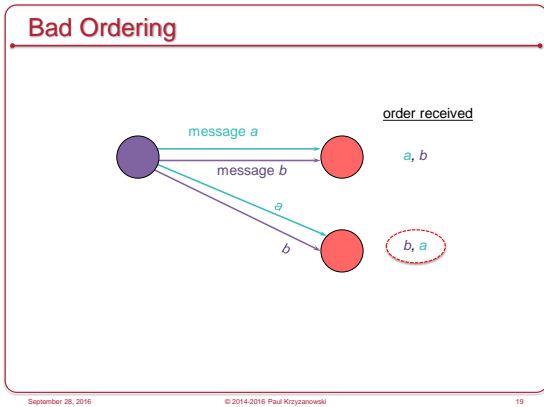 Bad Ordering
order received
message a
a, b
message b
a
b
b, a
September 28, 2016
© 2014-2016 Paul Krzyzanowski
19